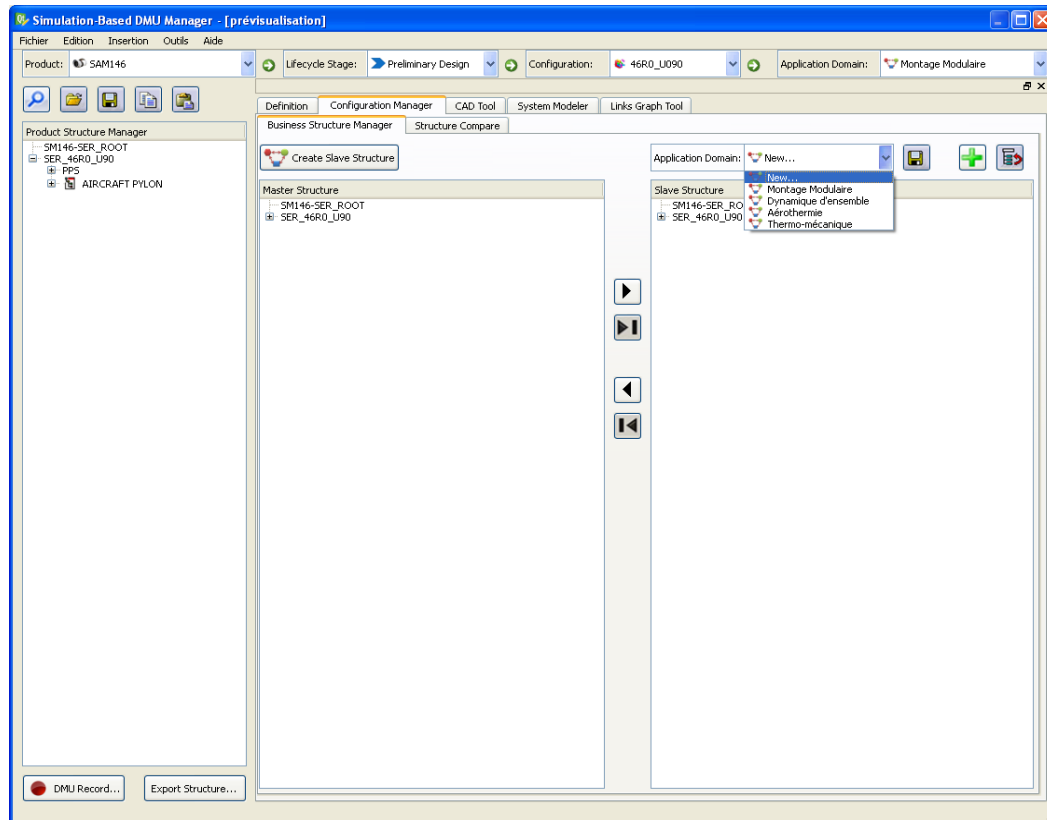 Simulation-Based DMU Manager - [prévisualisation]
Fichier Edition Insertion Outils Aide
Product: SAM146 Lifecycle Stage: Preliminary Design Configuration: 46R0_U090 Application Domain: Montage Modulaire
Definition Configuration Manager CAD Tool System Modeler Links Graph Tool
Business Structure Manager Structure Compare
Product Structure Manager
SM146-SER_ROOT
SER_46R0_U90
PPS
AIRCRAFT PYLON
Create Slave Structure
Application Domain: New...
New...
Montage Modulaire
Dynamique d'ensemble
Aérothermie
Thermo-mécanique
Master Structure
SM146-SER_ROOT
SER_46R0_U90
Slave Structure
SM146-SER_RO
SER_46R0_U90
DMU Record... Export Structure...